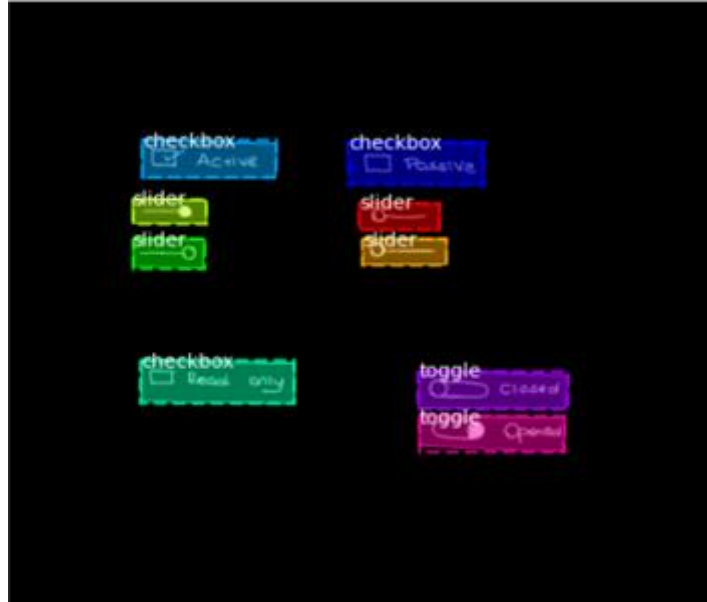 checkbox
Active
checkbox
Passive
slider
slider
slider
slider
checkbox
Read only
toggle
Closed
toggle
Opened